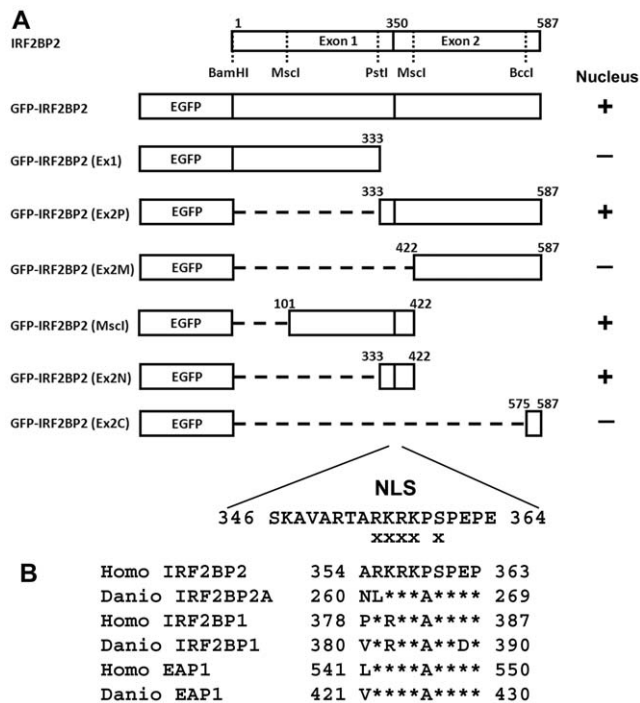 A
1 350 587
IRF2BP2 Exon 1 Exon 2
BamHI MscI PstI MscI BccI
Nucleus
GFP-IRF2BP2 EGFP +
333
GFP-IRF2BP2 (Ex1) EGFP –
333 587
GFP-IRF2BP2 (Ex2P) EGFP +
422 587
GFP-IRF2BP2 (Ex2M) EGFP –
101 422
GFP-IRF2BP2 (MscI) EGFP +
333 422
GFP-IRF2BP2 (Ex2N) EGFP +
575 587
GFP-IRF2BP2 (Ex2C) EGFP –
NLS
346 SKAVARTARKRKPSPEPE 364
xxxx x
B
Homo IRF2BP2 354 ARKRKPSPEP 363
Danio IRF2BP2A 260 NL***A**** 269
Homo IRF2BP1 378 P*R**A**** 387
Danio IRF2BP1 380 V*R**A**D* 390
Homo EAP1 541 L****A**** 550
Danio EAP1 421 V****A**** 430